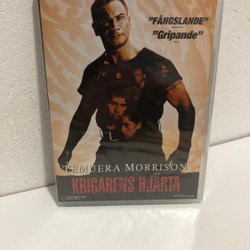 "FÄNGSLANDE"
"Gripande"
TEMUERA MORRISON
KRIGARENS HJÄRTA